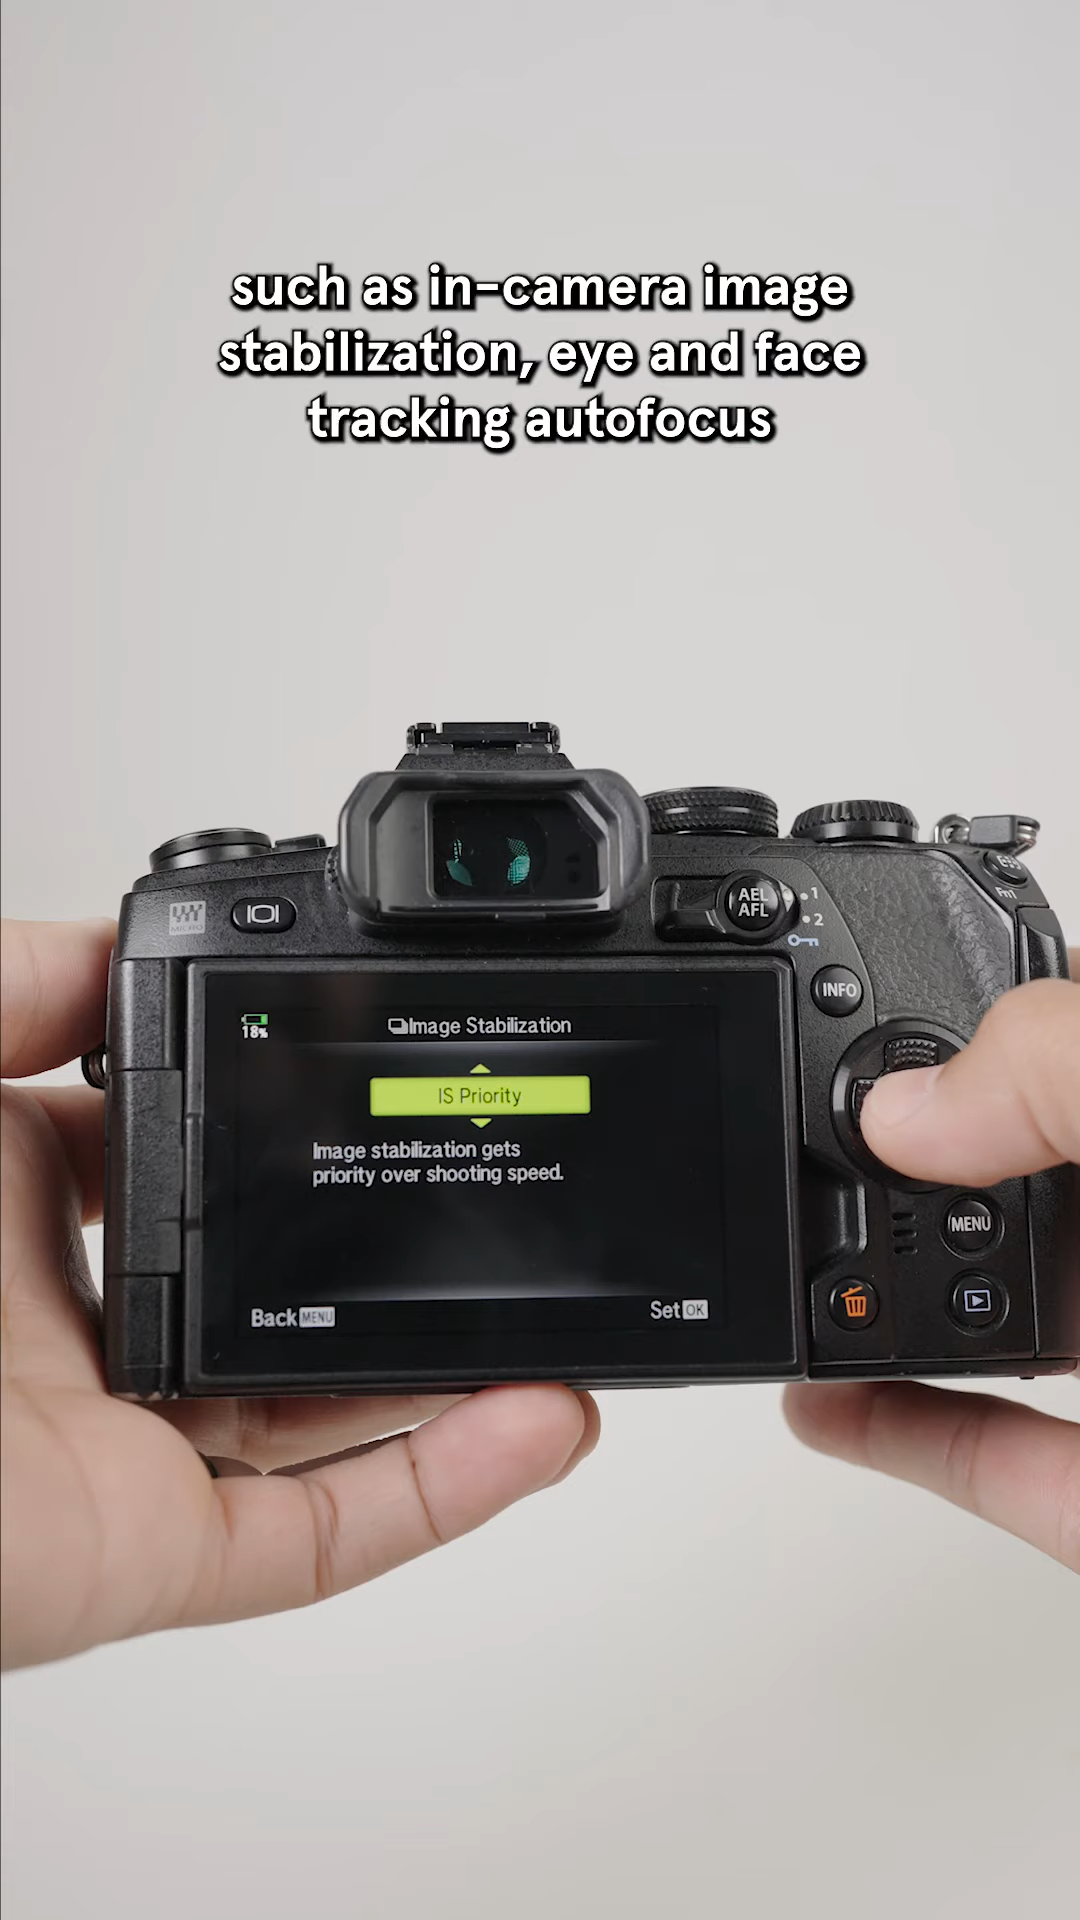 such as in-camera image
stabilization, eye and face
tracking autofocus
AEL
AFL
1
2
Fn1
MICRO
INFO
18%
Image Stabilization
IS Priority
Image stabilization gets
priority over shooting speed.
MENU
Back MENU
Set OK